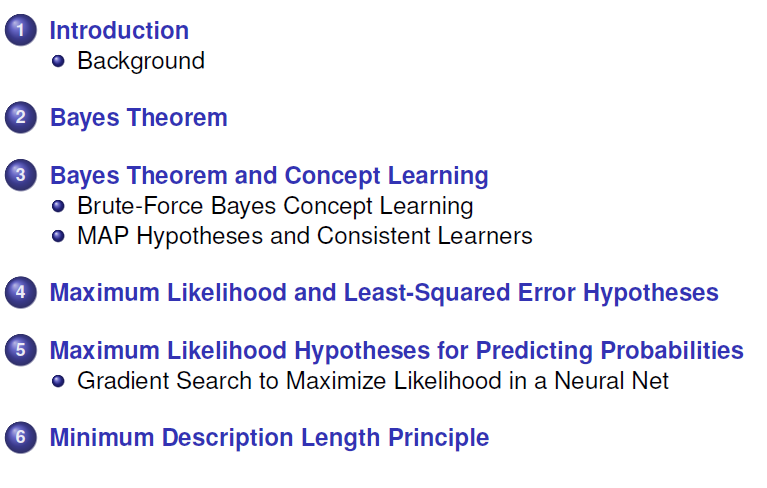 1 Introduction
Background
2 Bayes Theorem
3 Bayes Theorem and Concept Learning
Brute-Force Bayes Concept Learning
MAP Hypotheses and Consistent Learners
4 Maximum Likelihood and Least-Squared Error Hypotheses
5 Maximum Likelihood Hypotheses for Predicting Probabilities
Gradient Search to Maximize Likelihood in a Neural Net
6 Minimum Description Length Principle